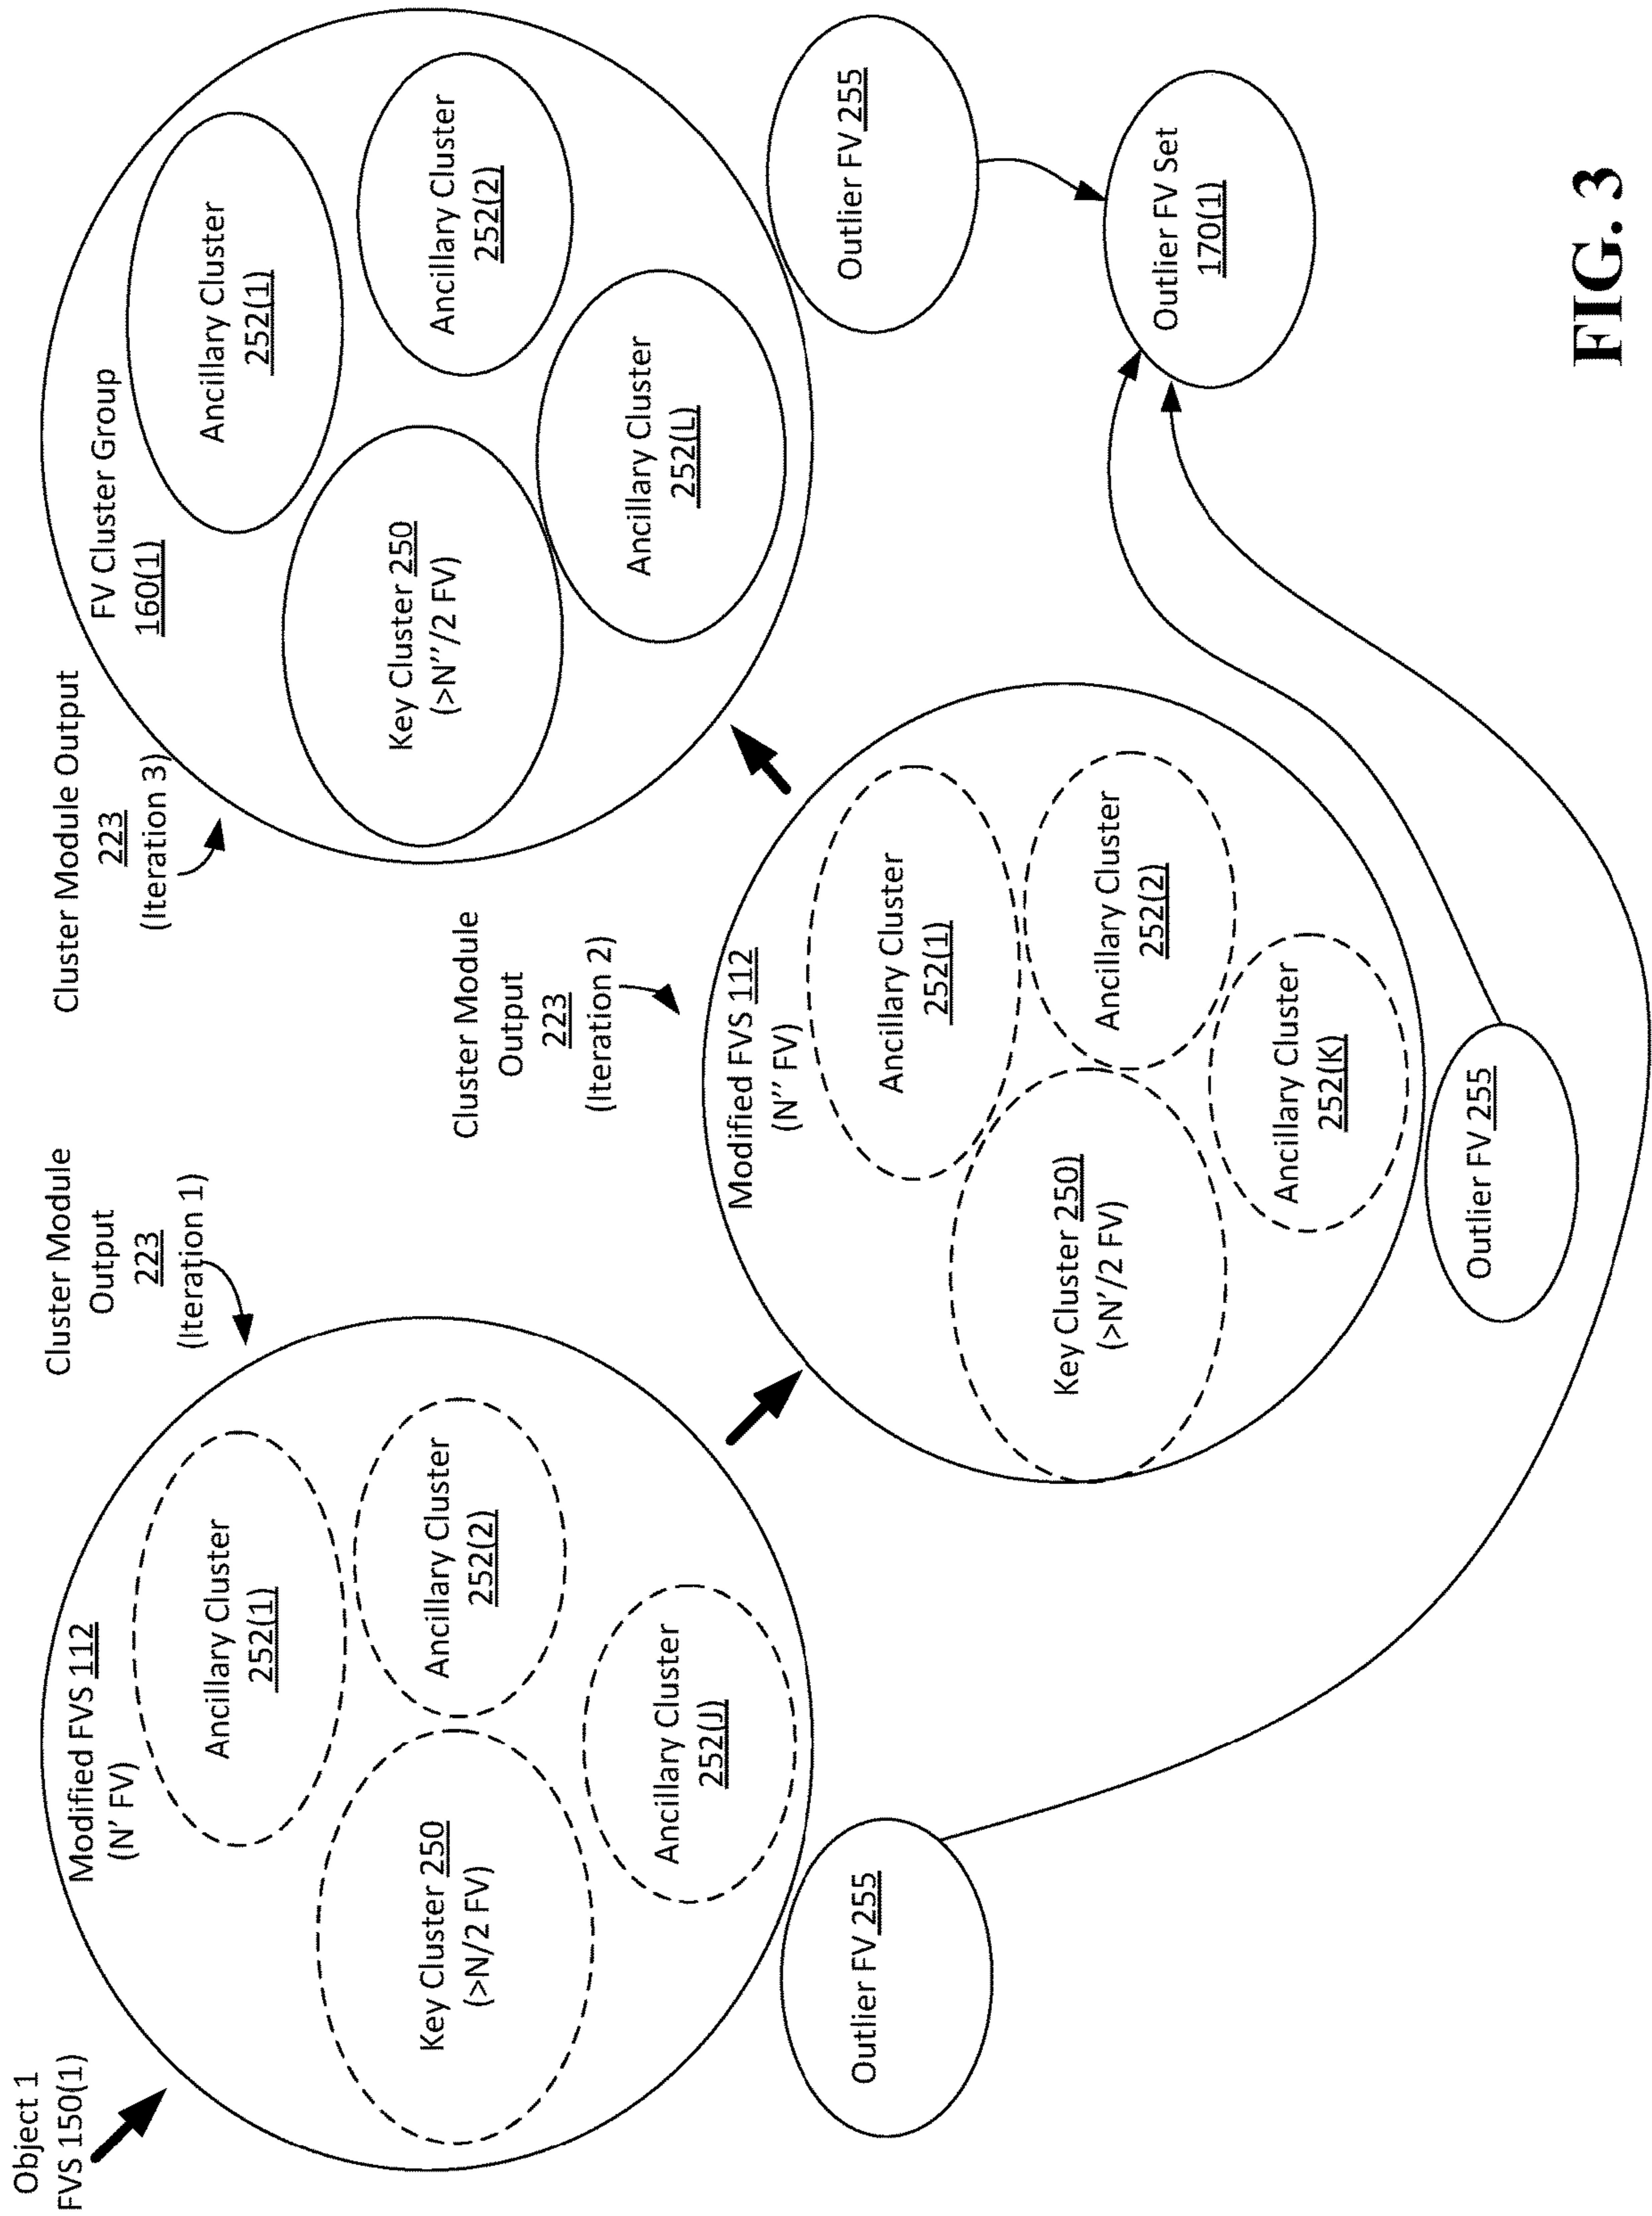 Object 1
FVS 150(1)
Modified FVS 112
(N' FV)
Key Cluster 250
(>N/2 FV)
Ancillary Cluster
252(1)
Ancillary Cluster
252(2)
Ancillary Cluster
252(J)
Outlier FV 255
Cluster Module
Output
223
(Iteration 1)
Modified FVS 112
(N'' FV)
Key Cluster 250)
(>N'/2 FV)
Ancillary Cluster
252(1)
Ancillary Cluster
252(2)
Ancillary Cluster
252(K)
Outlier FV 255
Cluster Module
Output
223
(Iteration 2)
Cluster Module Output
223
(Iteration 3)
FV Cluster Group
160(1)
Key Cluster 250
(>N''/2 FV)
Ancillary Cluster
252(1)
Ancillary Cluster
252(2)
Ancillary Cluster
252(L)
Outlier FV 255
Outlier FV Set
170(1)
FIG. 3